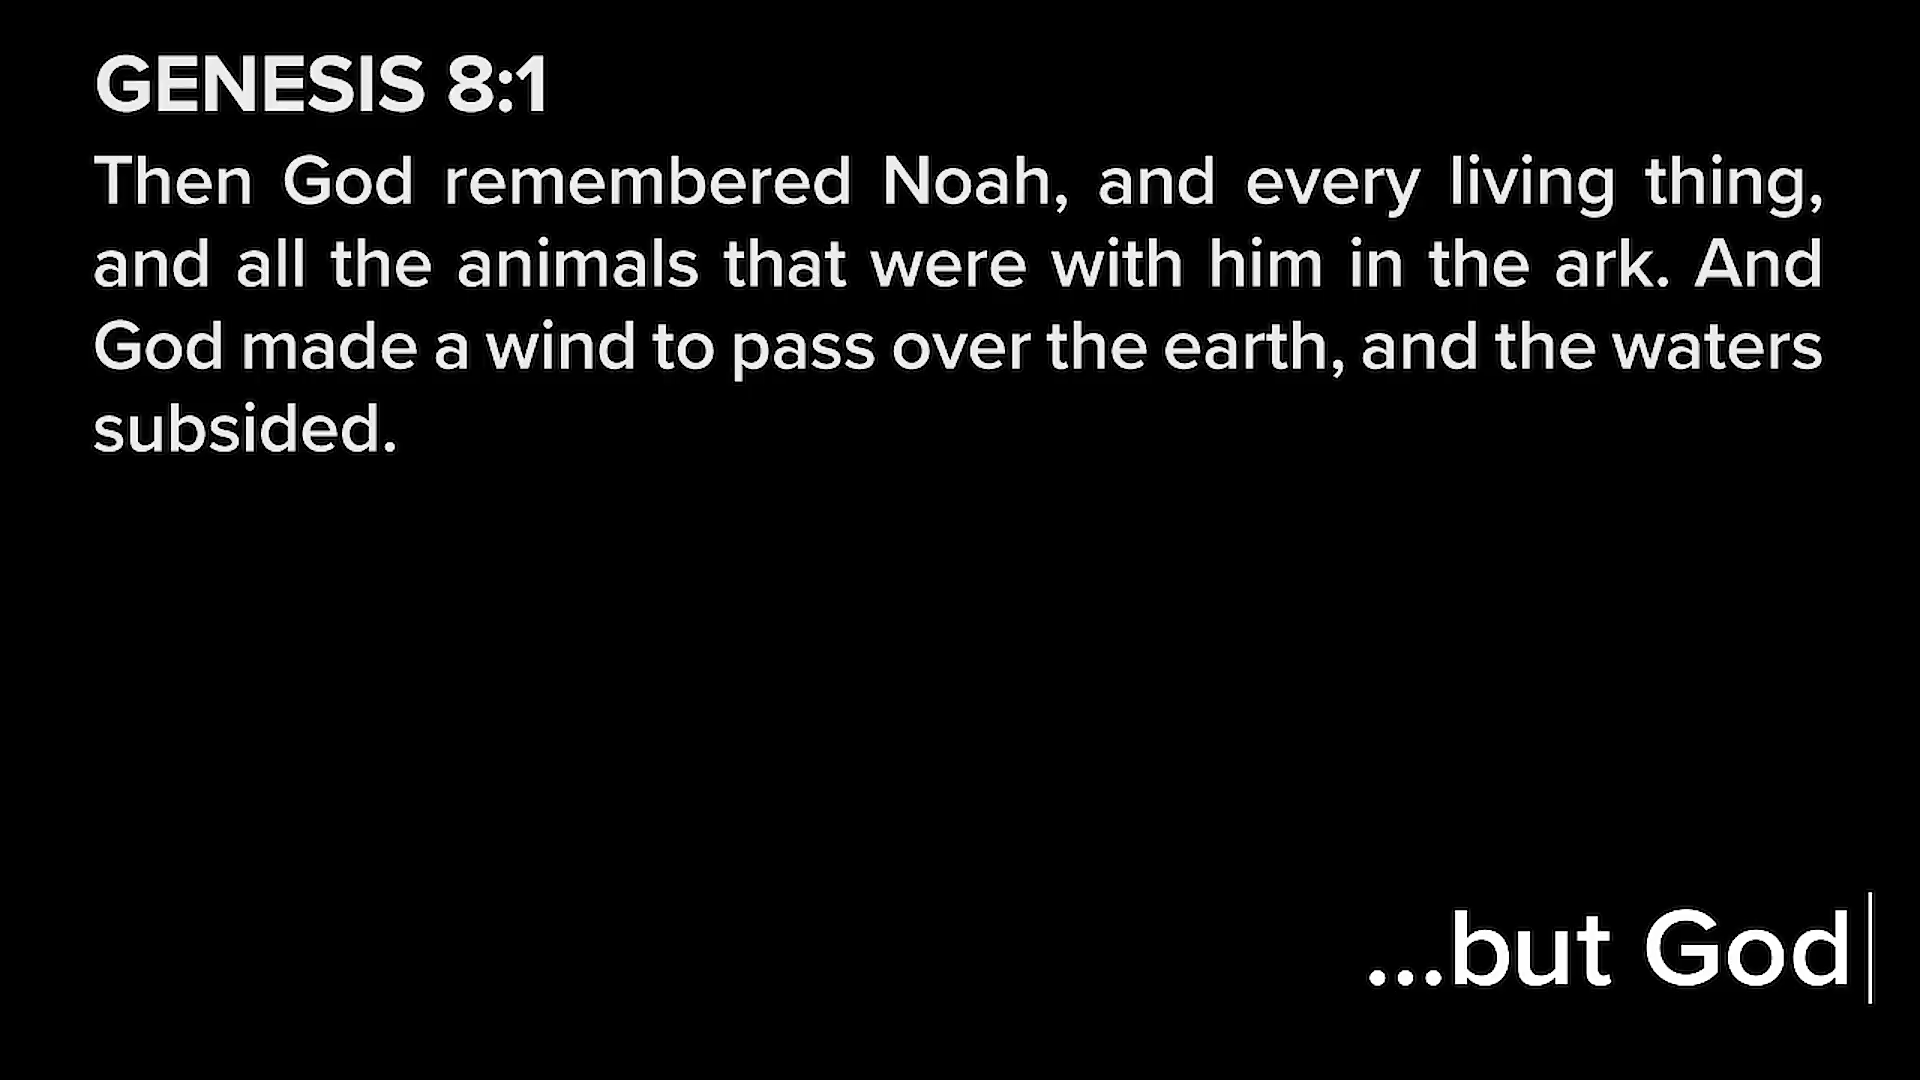 GENESIS 8:1
Then God remembered Noah, and every living thing,
and all the animals that were with him in the ark. And
God made a wind to pass over the earth, and the waters
subsided.
...but God